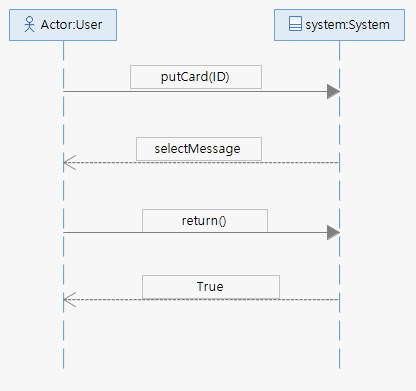 Actor:User
system:System
putCard(ID)
selectMessage
return()
True